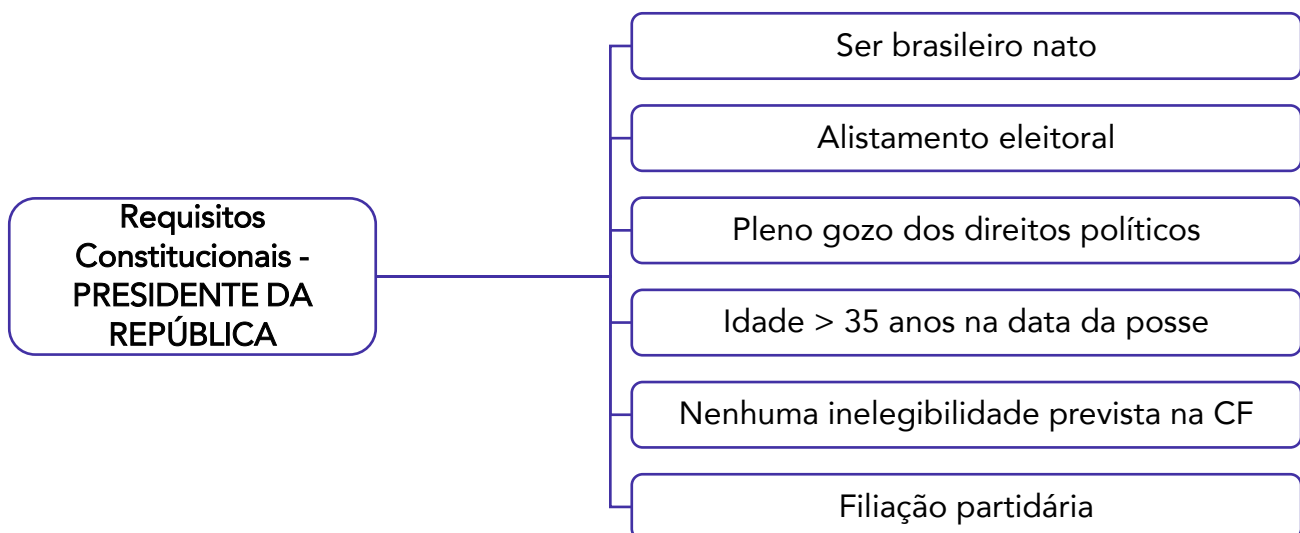 Requisitos
Constitucionais -
PRESIDENTE DA
REPÚBLICA
Ser brasileiro nato
Alistamento eleitoral
Pleno gozo dos direitos políticos
Idade > 35 anos na data da posse
Nenhuma inelegibilidade prevista na CF
Filiação partidária